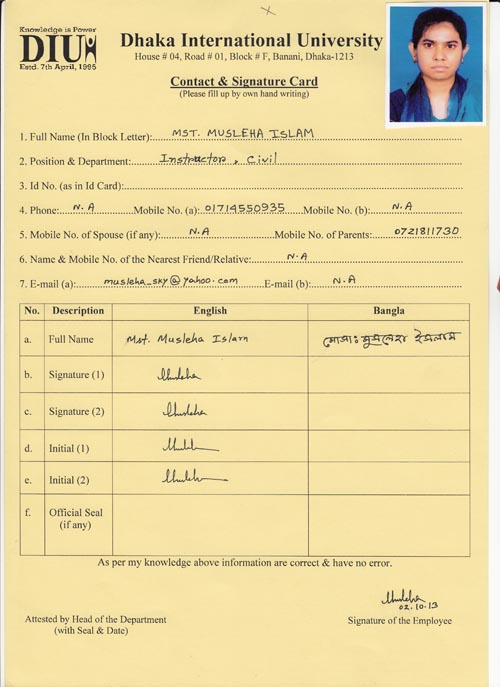 Knowledge is Power
DIU
Estd. 7th April, 1995
Dhaka International University
House # 04, Road # 01, Block # F, Banani, Dhaka-1213
Contact & Signature Card
(Please fill up by own hand writing)
1. Full Name (In Block Letter): MST. MUSLEHA ISLAM
2. Position & Department: Instructor, Civil
3. Id No. (as in Id Card):
4. Phone: N.A Mobile No. (a): 01714550935 Mobile No. (b): N.A
5. Mobile No. of Spouse (if any): N.A Mobile No. of Parents: 0721811730
6. Name & Mobile No. of the Nearest Friend/Relative: N.A
7. E-mail (a): musleha_sky@yahoo.com E-mail (b): N.A
No. Description English Bangla
a. Full Name Mst. Musleha Islam মোসাঃ মুসলেহা ইসলাম
b. Signature (1) Musleha
c. Signature (2) Musleha
d. Initial (1)
e. Initial (2)
f. Official Seal
(if any)
As per my knowledge above information are correct & have no error.
Musleha
02.10.13
Attested by Head of the Department
(with Seal & Date)
Signature of the Employee